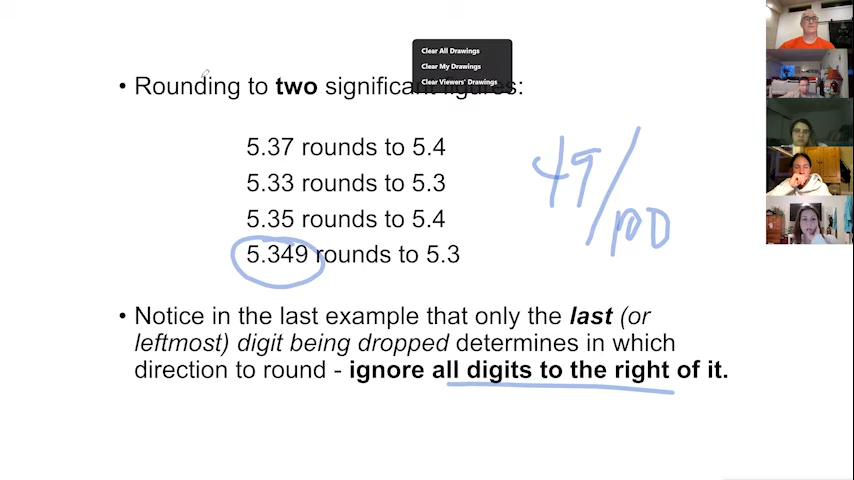 Clear All Drawings
Clear My Drawings
Clear Viewers' Drawings
• Rounding to two significant figures:
5.37 rounds to 5.4
5.33 rounds to 5.3
5.35 rounds to 5.4
5.349 rounds to 5.3
49/100
• Notice in the last example that only the last (or
leftmost) digit being dropped determines in which
direction to round - ignore all digits to the right of it.